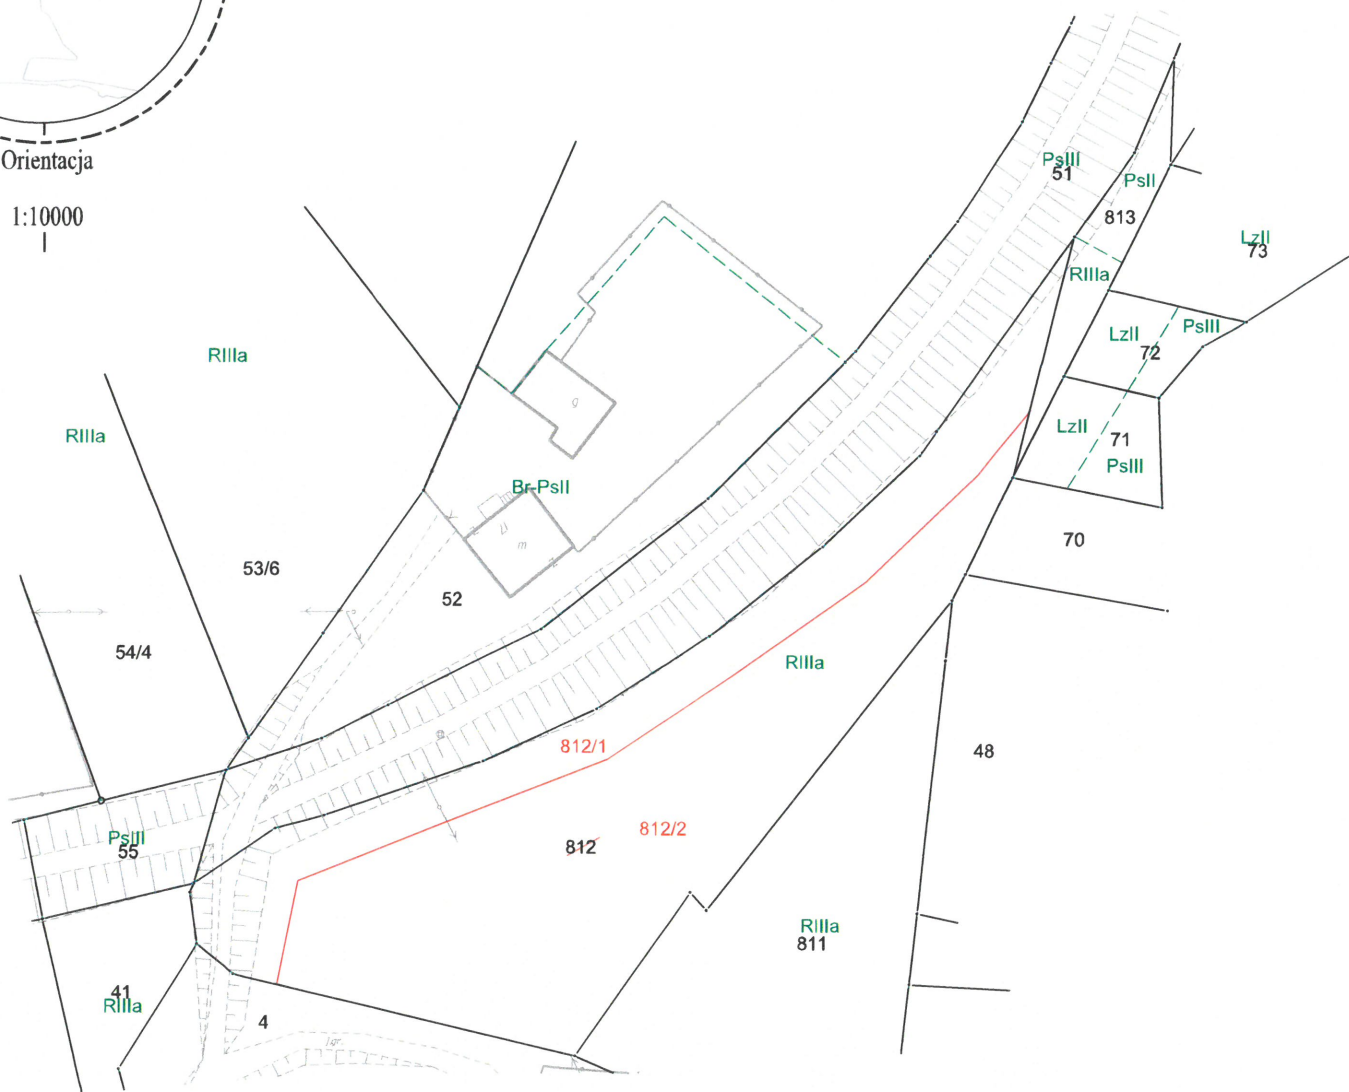 Orientacja
1:10000
PsIII
51
PsII
813
LzII
73
RIIIa
LzII
PsIII
72
RIIIa
LzII
71
PsIII
RIIIa
g
Br-PsII
m
70
53/6
52
54/4
RIIIa
812/1
48
PsIII
55
812
812/2
RIIIa
811
41
RIIIa
4